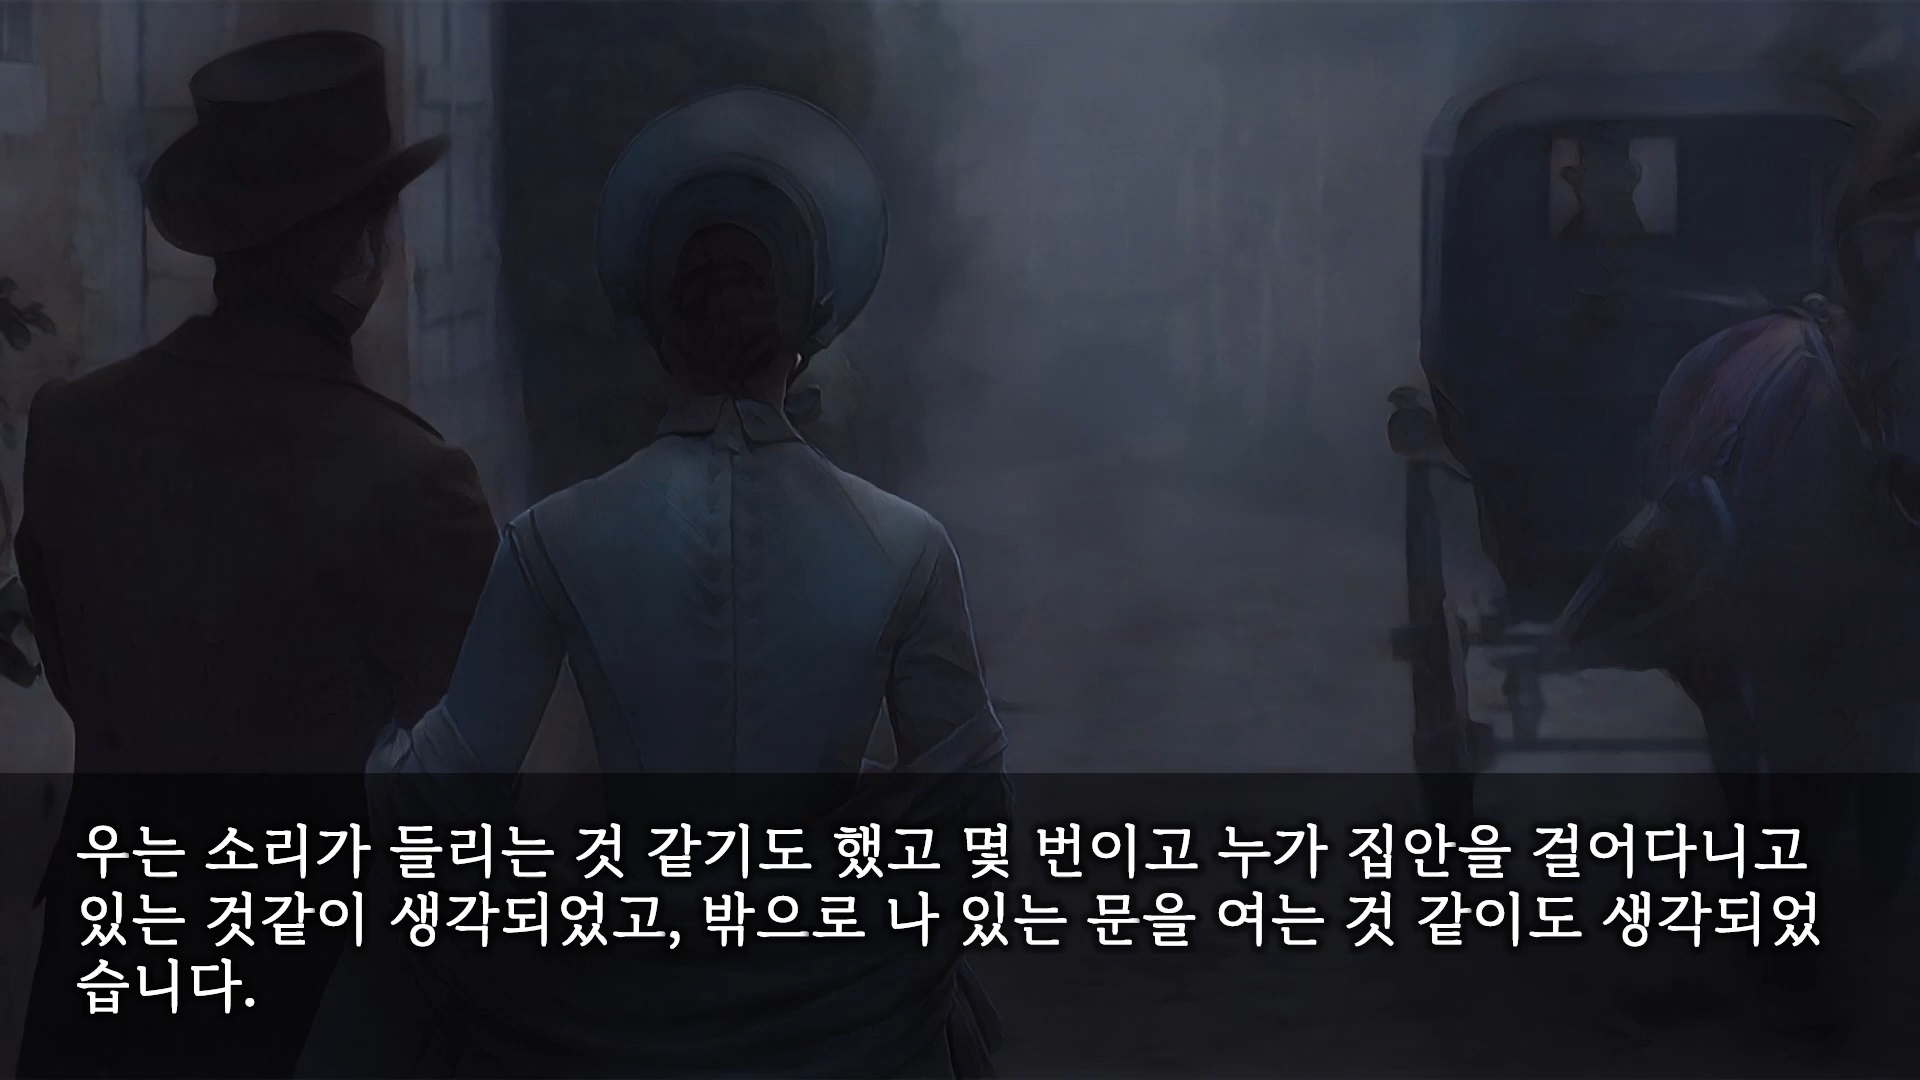 우는 소리가 들리는 것 같기도 했고 몇 번이고 누가 집안을 걸어다니고
있는 것같이 생각되었고, 밖으로 나 있는 문을 여는 것 같이도 생각되었
습니다.